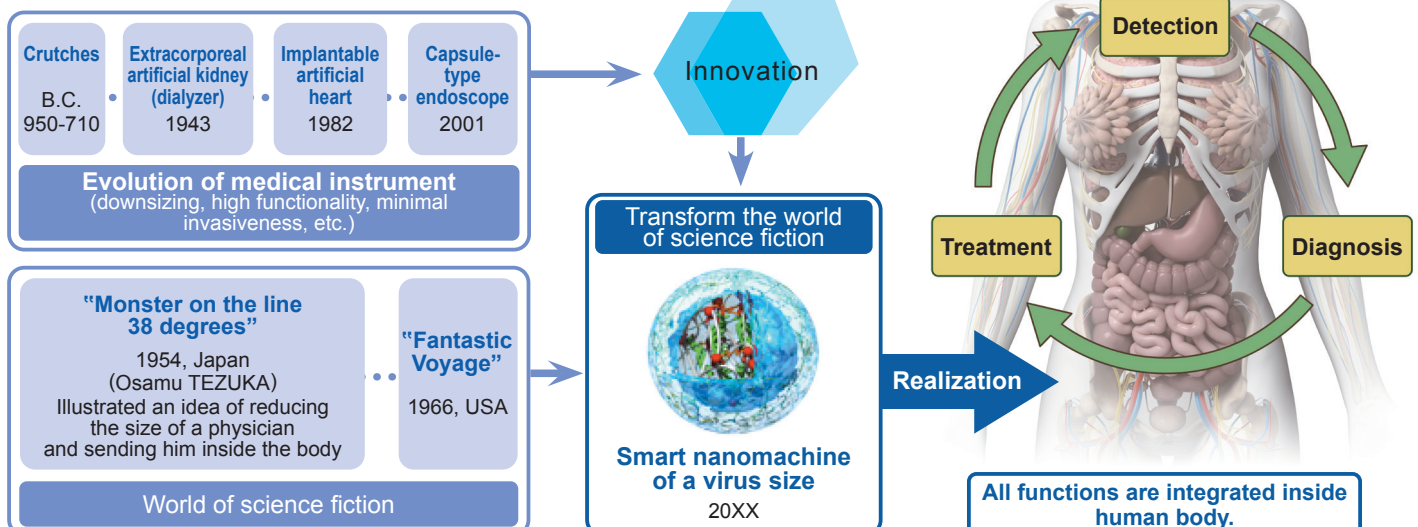 Crutches
B.C.
950-710
Extracorporeal
artificial kidney
(dialyzer)
1943
Implantable
artificial
heart
1982
Capsule-
type
endoscope
2001
Evolution of medical instrument
(downsizing, high functionality, minimal
invasiveness, etc.)
Innovation
"Monster on the line
38 degrees"
1954, Japan
(Osamu TEZUKA)
Illustrated an idea of reducing
the size of a physician
and sending him inside the body
"Fantastic
Voyage"
1966, USA
World of science fiction
Transform the world
of science fiction
Smart nanomachine
of a virus size
20XX
Realization
Detection
Treatment
Diagnosis
All functions are integrated inside
human body.